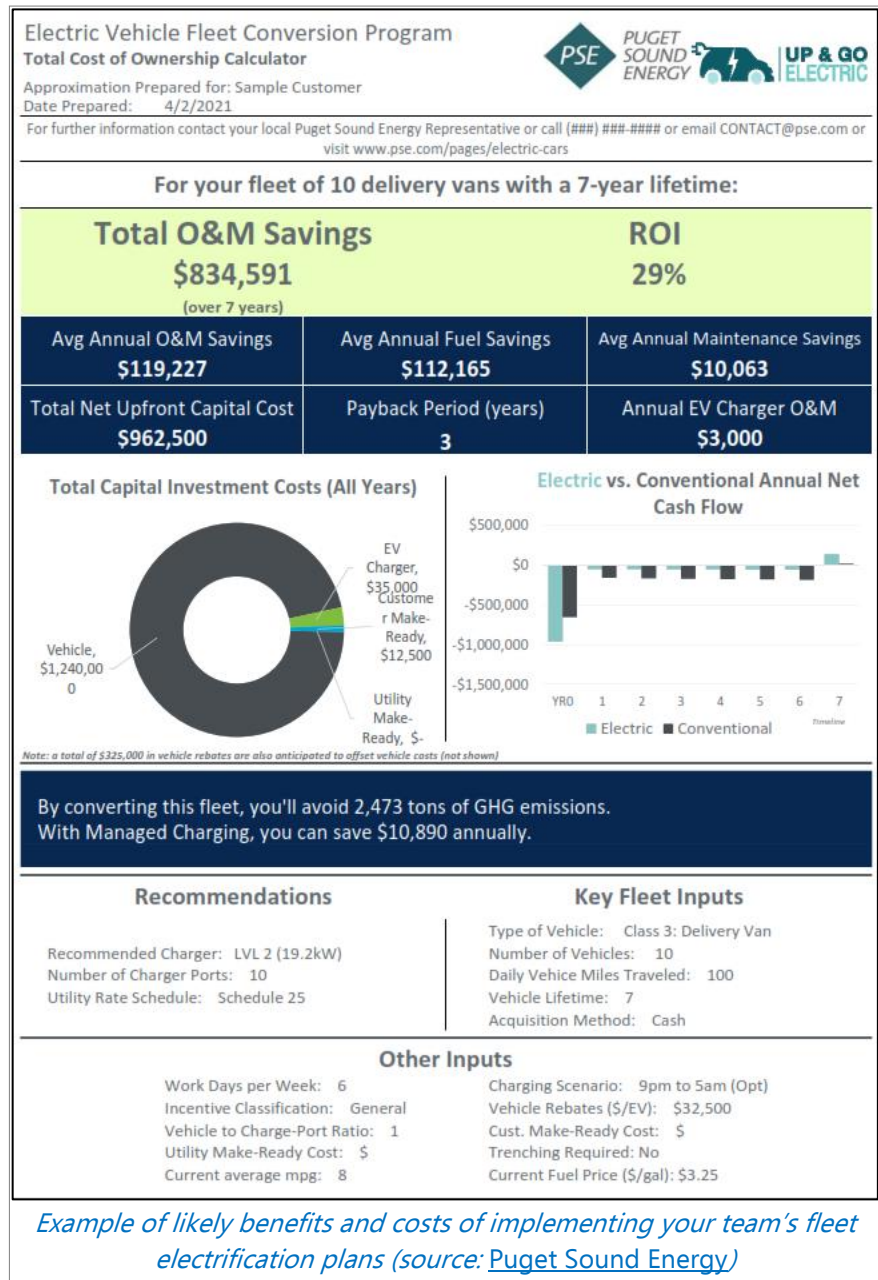 Electric Vehicle Fleet Conversion Program
Total Cost of Ownership Calculator
Approximation Prepared for: Sample Customer
Date Prepared: 4/2/2021
PSE
PUGET
SOUND
ENERGY
UP & GO
ELECTRIC
For further information contact your local Puget Sound Energy Representative or call (###) ###-#### or email CONTACT@pse.com or
visit www.pse.com/pages/electric-cars
For your fleet of 10 delivery vans with a 7-year lifetime:
Total O&M Savings
$834,591
(over 7 years)
ROI
29%
Avg Annual O&M Savings
$119,227
Avg Annual Fuel Savings
$112,165
Avg Annual Maintenance Savings
$10,063
Total Net Upfront Capital Cost
$962,500
Payback Period (years)
3
Annual EV Charger O&M
$3,000
Total Capital Investment Costs (All Years)
EV
Charger,
$35,000
Custome
r Make-
Ready,
$12,500
Vehicle,
$1,240,00
0
Utility
Make-
Ready, $-
Electric vs. Conventional Annual Net
Cash Flow
$500,000
$0
-$500,000
-$1,000,000
-$1,500,000
YR0 1 2 3 4 5 6 7
Timeline
Electric Conventional
Note: a total of $325,000 in vehicle rebates are also anticipated to offset vehicle costs (not shown)
By converting this fleet, you'll avoid 2,473 tons of GHG emissions.
With Managed Charging, you can save $10,890 annually.
Recommendations
Recommended Charger: LVL 2 (19.2kW)
Number of Charger Ports: 10
Utility Rate Schedule: Schedule 25
Key Fleet Inputs
Type of Vehicle: Class 3: Delivery Van
Number of Vehicles: 10
Daily Vehice Miles Traveled: 100
Vehicle Lifetime: 7
Acquisition Method: Cash
Other Inputs
Work Days per Week: 6
Incentive Classification: General
Vehicle to Charge-Port Ratio: 1
Utility Make-Ready Cost: $
Current average mpg: 8
Charging Scenario: 9pm to 5am (Opt)
Vehicle Rebates ($/EV): $32,500
Cust. Make-Ready Cost: $
Trenching Required: No
Current Fuel Price ($/gal): $3.25
Example of likely benefits and costs of implementing your team's fleet
electrification plans (source: Puget Sound Energy)